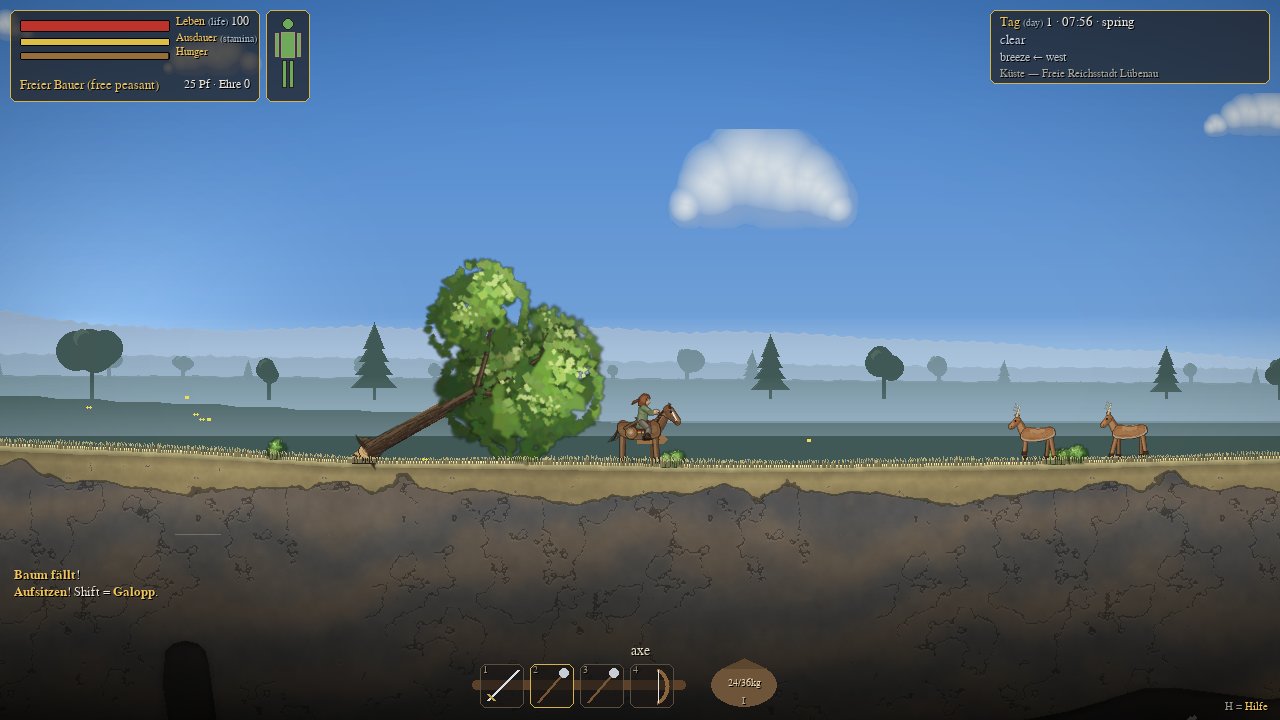 Leben (life) 100
Ausdauer (stamina)
Hunger
Freier Bauer (free peasant) 25 Pf · Ehre 0
Tag (day) 1 · 07:56 · spring
clear
breeze ← west
Küste — Freie Reichsstadt Lübenau
Baum fällt!
Aufsitzen! Shift = Galopp.
axe
1 2 3 4
24/36kg
I
H = Hilfe